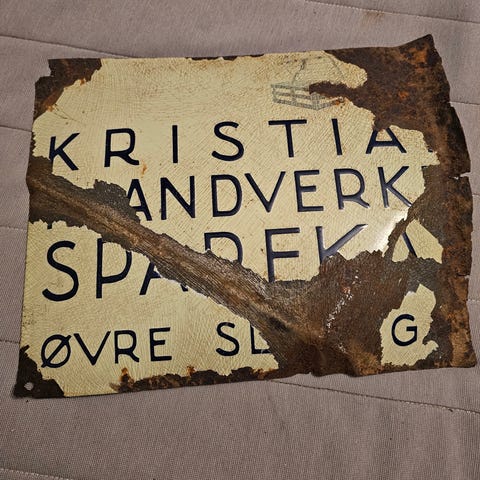 KRISTIA
ANDVERK
SPAREKA
ØVRE SL G.